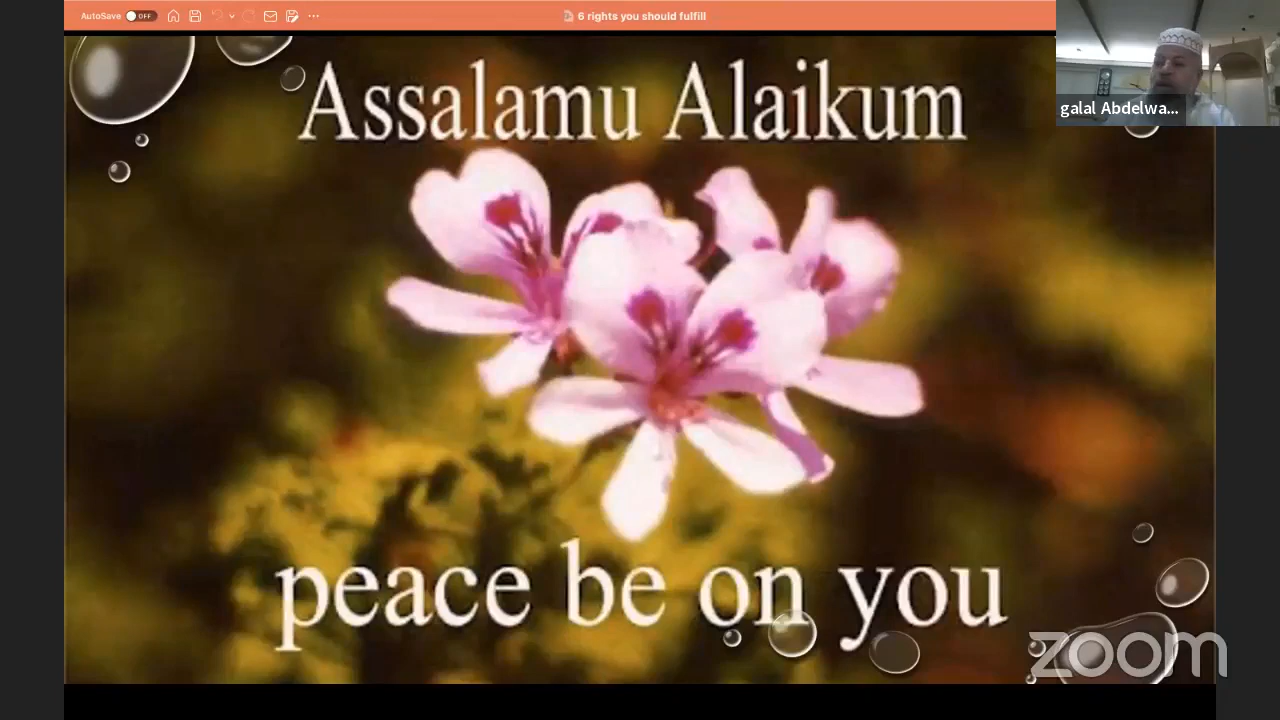 AutoSave OFF
6 rights you should fulfill
galal Abdelwa...
Assalamu Alaikum
peace be on you
zoom